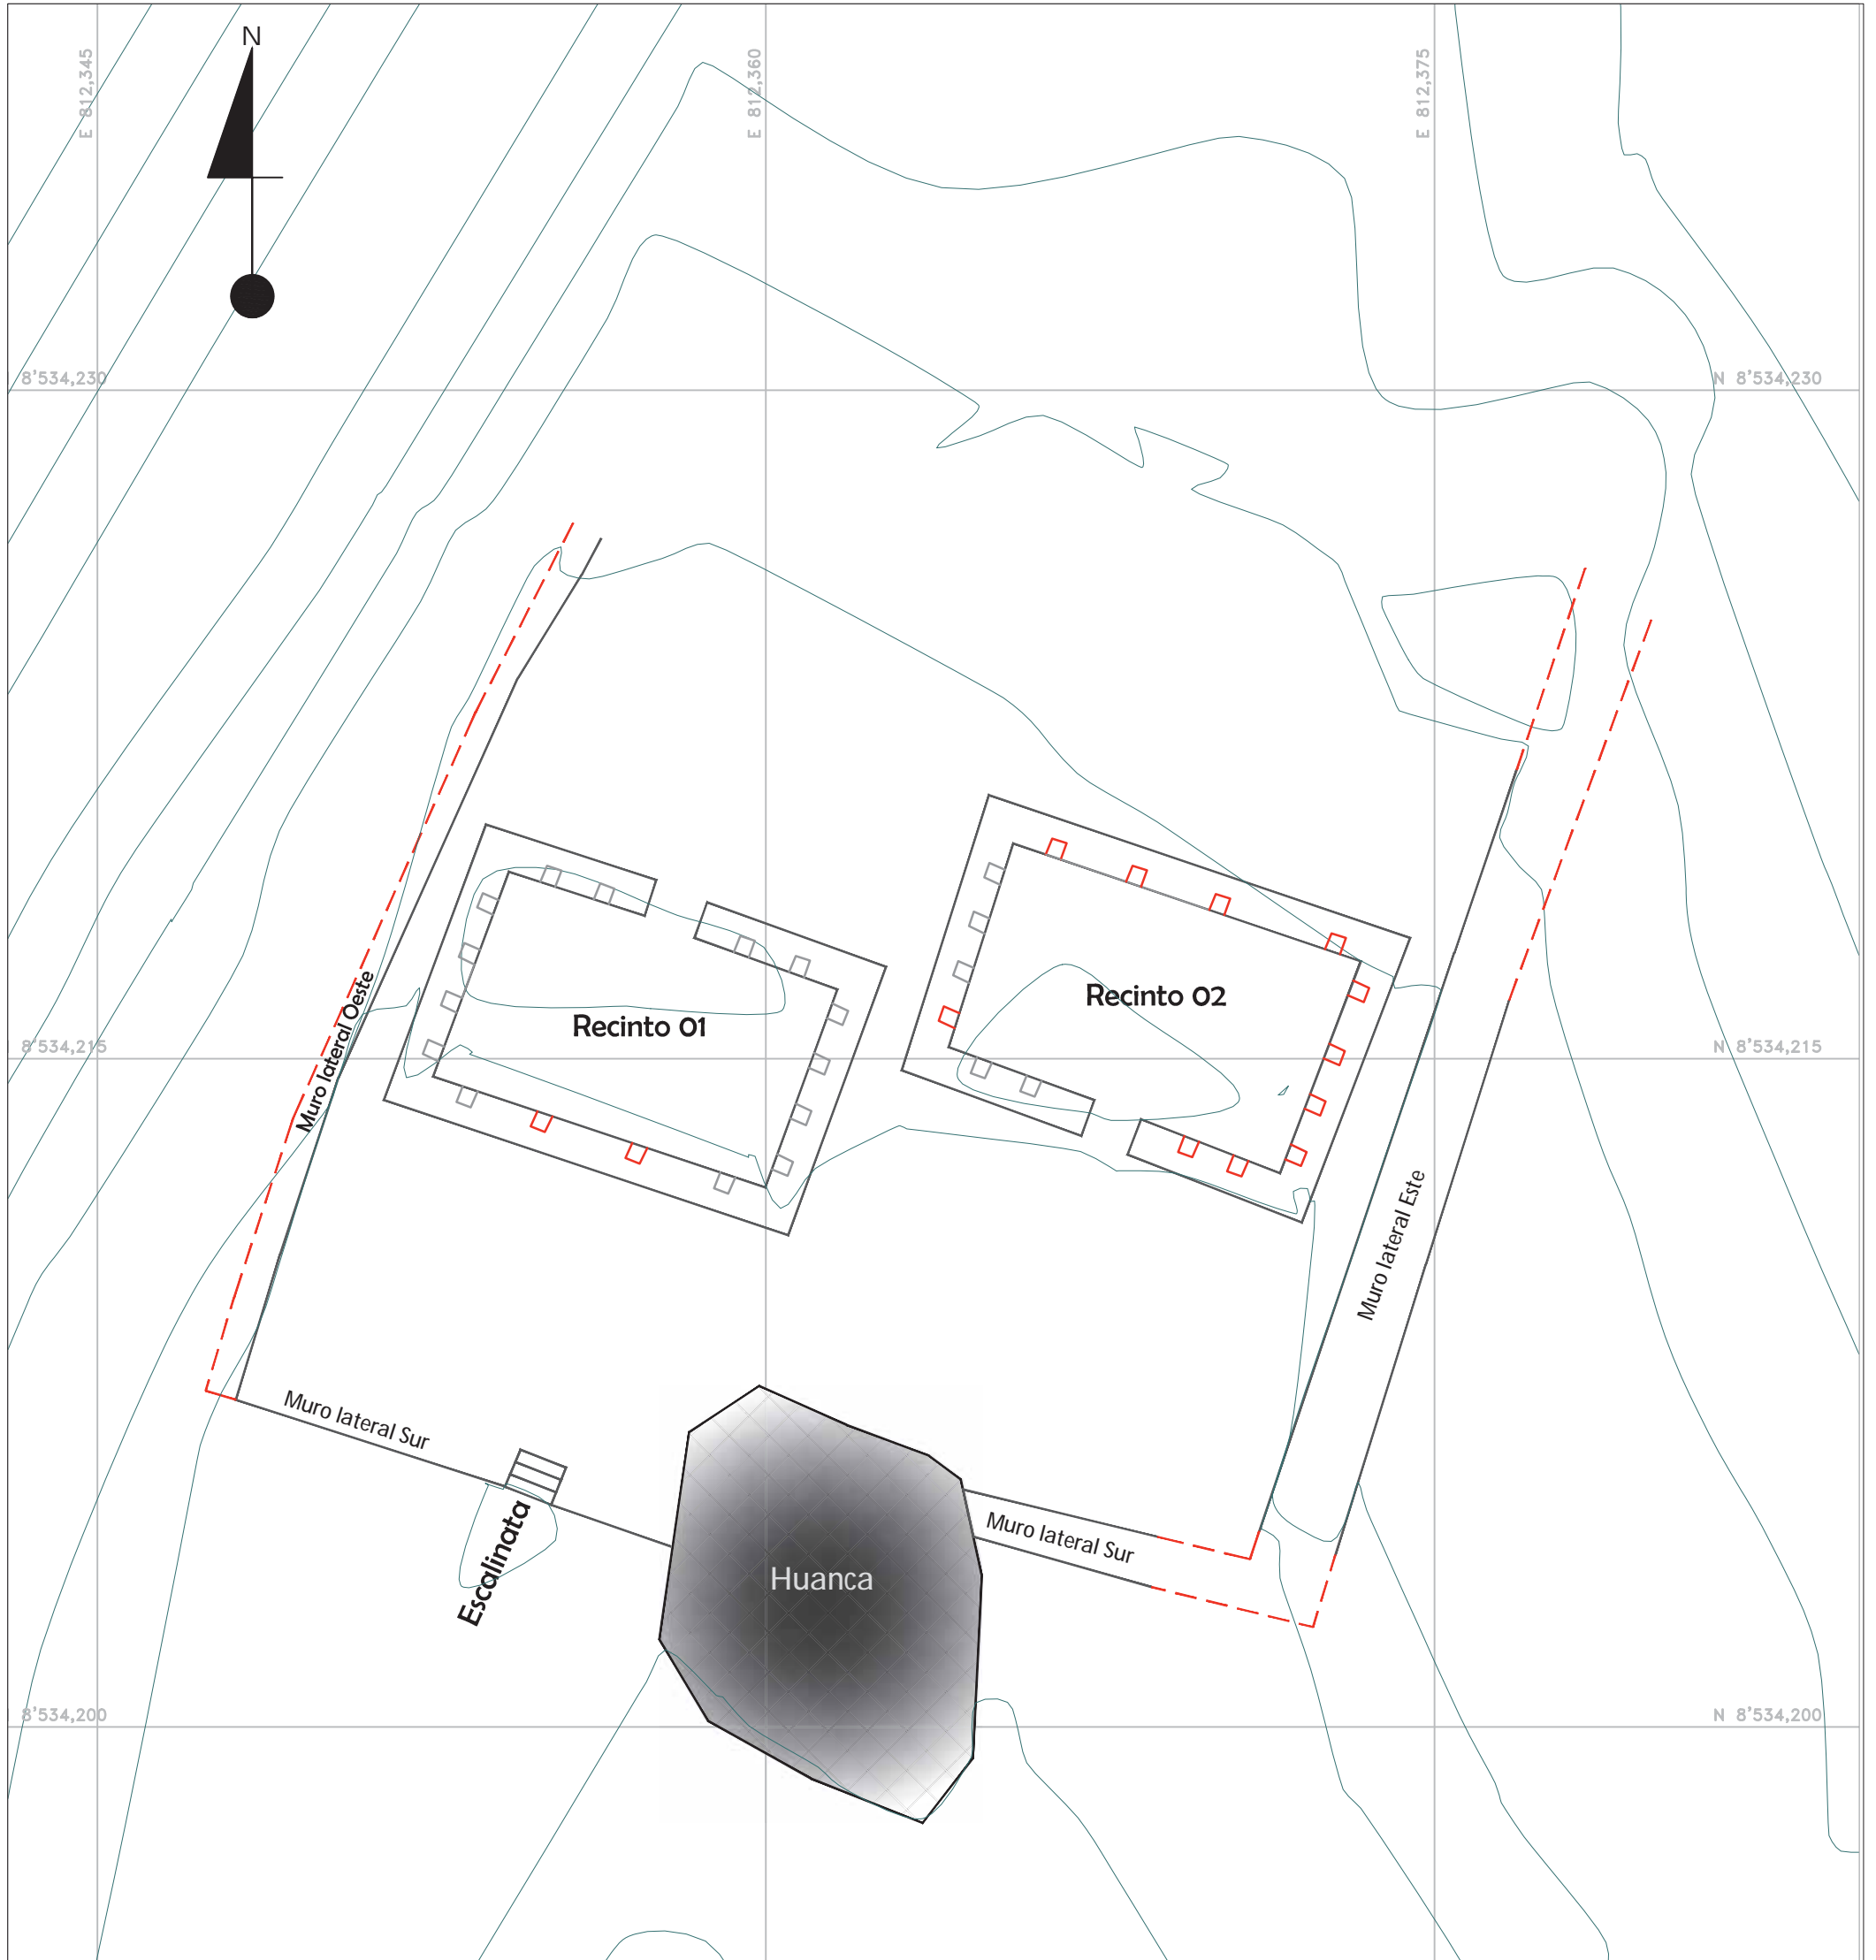 N
E 812,345
E 812,360
E 812,375
8'534,230
N 8'534,230
Recinto 02
Recinto 01
Muro lateral Oeste
8'534,215
N 8'534,215
Muro lateral Este
Muro lateral Sur
Escalinata
Muro lateral Sur
Huanca
8'534,200
N 8'534,200